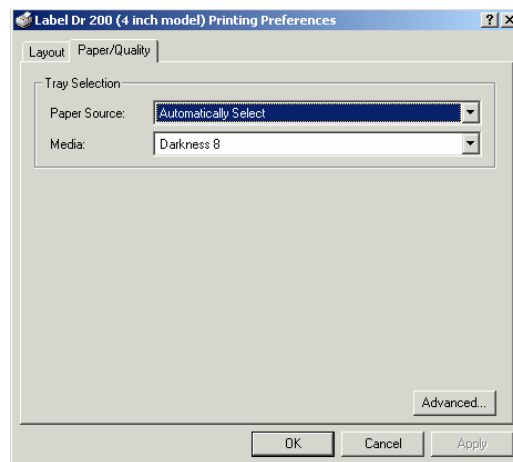 Label Dr 200 (4 inch model) Printing Preferences
Layout Paper/Quality
Tray Selection
Paper Source: Automatically Select
Media: Darkness 8
Advanced...
OK Cancel Apply